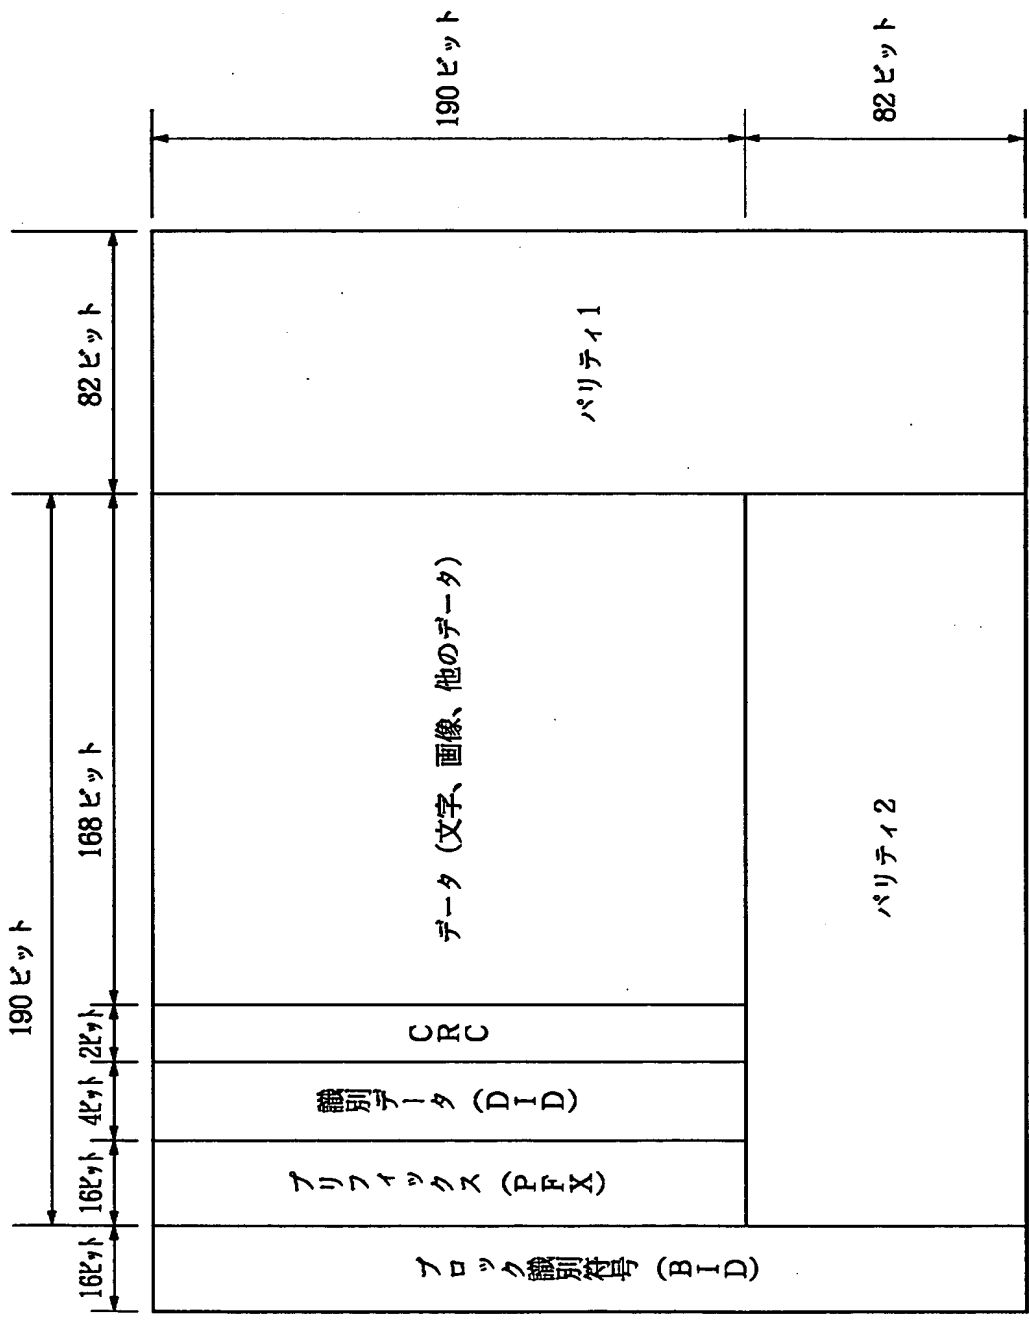 190ビット
16ビット
16ビット
4ビット
2ビット
168ビット
82ビット
ブロック識別符号 (BID)
プリフィックス (PFX)
識別データ (DID)
CRC
データ (文字、画像、他のデータ)
パリティ1
パリティ2
190ビット
82ビット